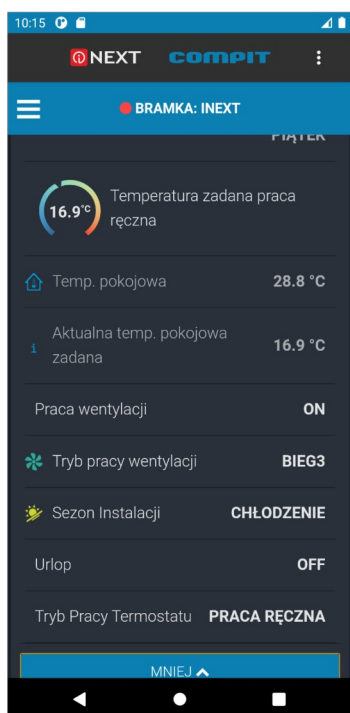 10:15
iNEXT COMPIT
BRAMKA: INEXT
PIĄTEK
16.9°C
Temperatura zadana praca
ręczna
Temp. pokojowa 28.8 °C
Aktualna temp. pokojowa
zadana
16.9 °C
Praca wentylacji ON
Tryb pracy wentylacji BIEG3
Sezon Instalacji CHŁODZENIE
Urlop OFF
Tryb Pracy Termostatu PRACA RĘCZNA
MNIEJ